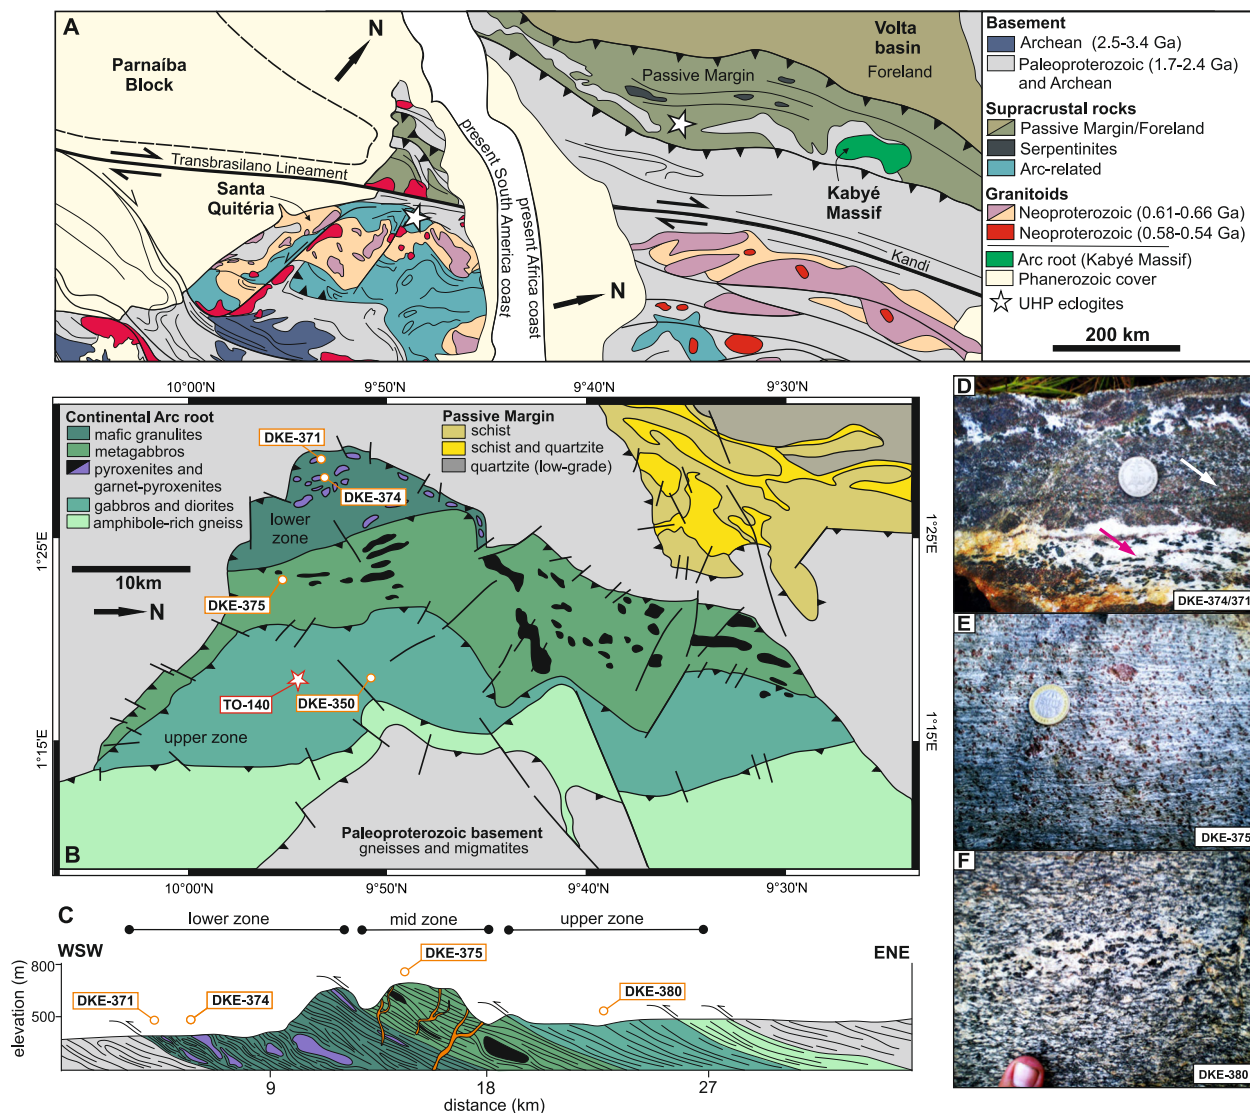 A
N
Parnaíba
Block
Transbrasiliano Lineament
Santa
Quitéria
present South America coast
present Africa coast
N
Volta
basin
Foreland
Passive Margin
Kabyé
Massif
Kandi
Basement
Archean (2.5-3.4 Ga)
Paleoproterozoic (1.7-2.4 Ga)
and Archean
Supracrustal rocks
Passive Margin/Foreland
Serpentinites
Arc-related
Granitoids
Neoproterozoic (0.61-0.66 Ga)
Neoproterozoic (0.58-0.54 Ga)
Arc root (Kabyé Massif)
Phanerozoic cover
UHP eclogites
200 km
10°00'N
9°50'N
9°40'N
9°30'N
Continental Arc root
mafic granulites
metagabbros
pyroxenites and
garnet-pyroxenites
gabbros and diorites
amphibole-rich gneiss
Passive Margin
schist
schist and quartzite
quartzite (low-grade)
DKE-371
DKE-374
lower
zone
1°25'E
1°25'E
10km
N
DKE-375
TO-140
DKE-350
upper zone
1°15'E
1°15'E
Paleoproterozoic basement
gneisses and migmatites
B
10°00'N
9°50'N
9°40'N
9°30'N
C
lower zone
mid zone
upper zone
WSW
ENE
800
500
elevation (m)
DKE-371
DKE-374
DKE-375
DKE-380
9
18
27
distance (km)
D
DKE-374/371
E
DKE-375
F
DKE-380